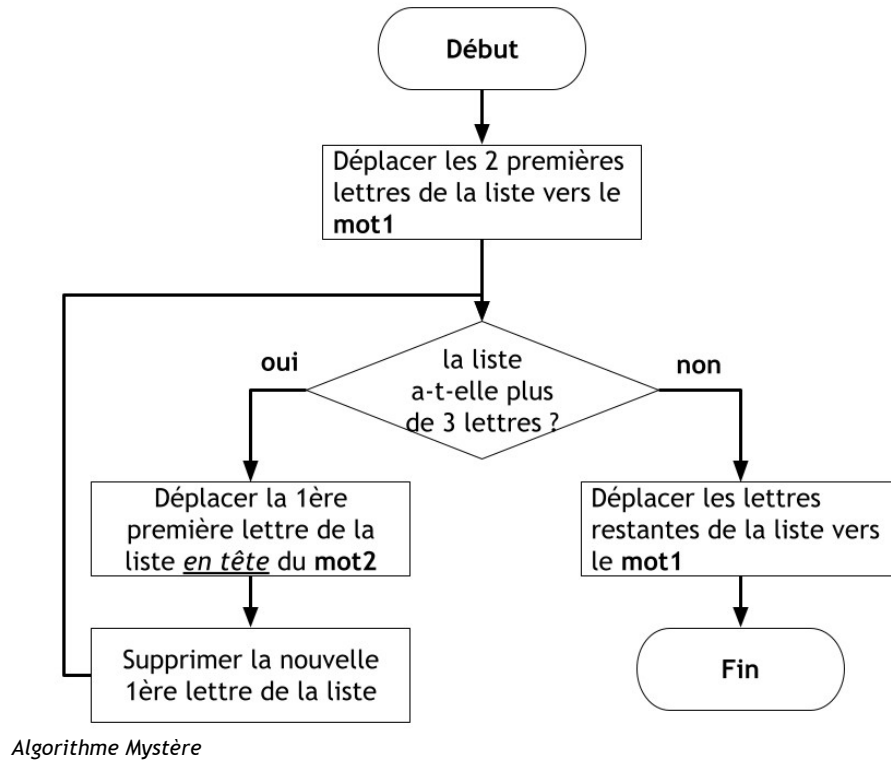 Début
Déplacer les 2 premières
lettres de la liste vers le
mot1
la liste
a-t-elle plus
de 3 lettres ?
oui
non
Déplacer la 1ère
première lettre de la
liste en tête du mot2
Supprimer la nouvelle
1ère lettre de la liste
Déplacer les lettres
restantes de la liste vers
le mot1
Fin
Algorithme Mystère